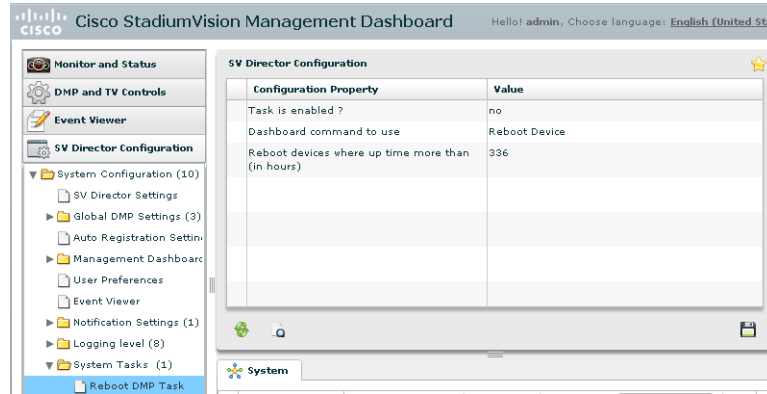 CISCO
Cisco StadiumVision Management Dashboard
Hello! admin, Choose language: English (United St
Monitor and Status
DMP and TV Controls
Event Viewer
SV Director Configuration
System Configuration (10)
SV Director Settings
Global DMP Settings (3)
Auto Registration Settin
Management Dashboard
User Preferences
Event Viewer
Notification Settings (1)
Logging level (8)
System Tasks (1)
Reboot DMP Task
SV Director Configuration
Configuration Property Value
Task is enabled ? no
Dashboard command to use Reboot Device
Reboot devices where up time more than 336
(in hours)
System